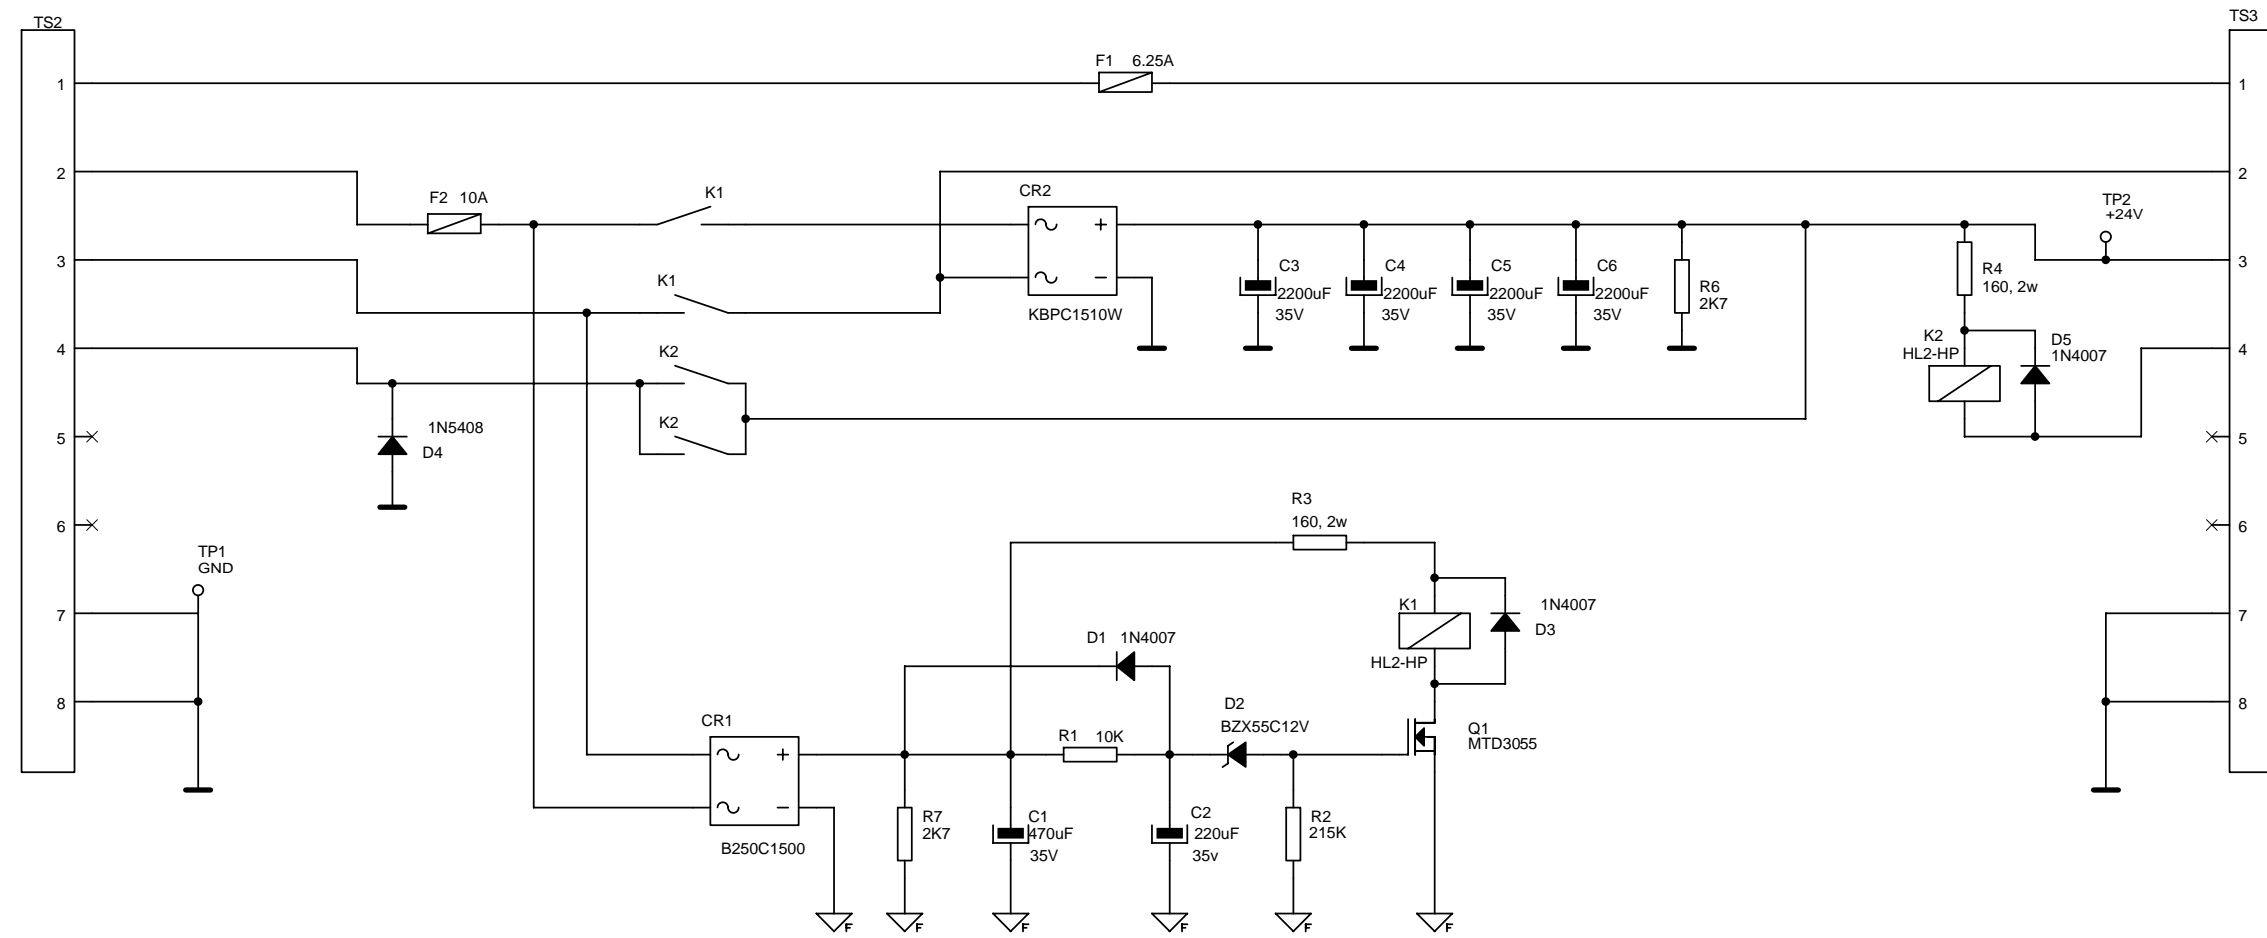 TS2
TS3
F1 6.25A
1
1
2
2
F2 10A
K1
CR2
TP2
+24V
3
K1
C3
2200uF
35V
C4
2200uF
35V
C5
2200uF
35V
C6
2200uF
35V
R6
2K7
R4
160, 2w
3
KBPC1510W
4
K2
K2
HL2-HP
D5
1N4007
4
1N5408
D4
K2
5
5
R3
160, 2w
6
6
TP1
GND
7
K1
HL2-HP
1N4007
D3
7
D1 1N4007
8
CR1
R1 10K
D2
BZX55C12V
Q1
MTD3055
8
B250C1500
R7
2K7
C1
470uF
35V
C2
220uF
35v
R2
215K
F
F
F
F
F
F